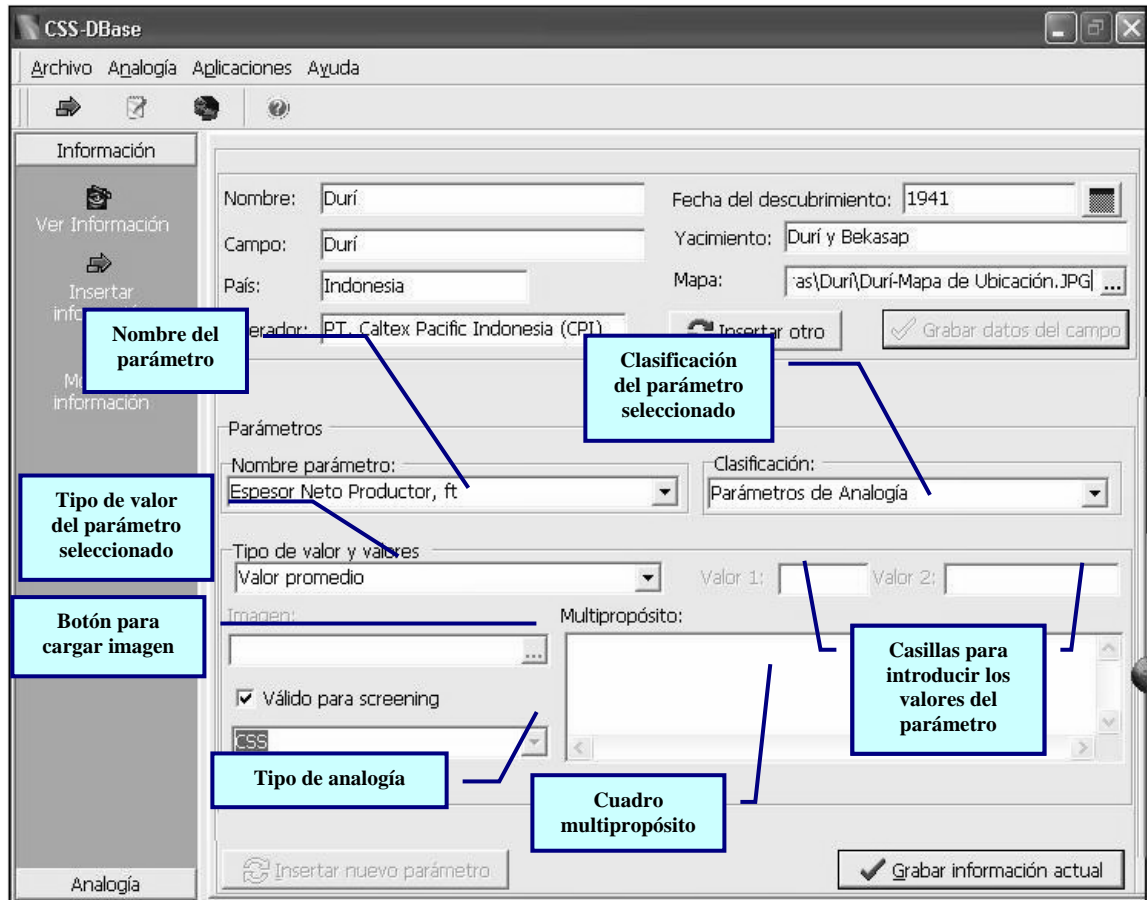 CSS-DBase
Archivo Analogía Aplicaciones Ayuda
Información
Ver Información
Insertar
Nombre: Durí
Fecha del descubrimiento: 1941
Campo: Durí
Yacimiento: Durí y Bekasap
País: Indonesia
Mapa: as\Durí\Durí-Mapa de Ubicación.JPG ...
PT. Caltex Pacific Indonesia (CPI)
Insertar otro
Grabar datos del campo
información
Nombre del
parámetro
Clasificación
del parámetro
seleccionado
Parámetros
Nombre parámetro:
Espesor Neto Productor, ft
Clasificación:
Parámetros de Analogía
Tipo de valor
del parámetro
seleccionado
Tipo de valor y valores
Valor promedio
Valor 1:
Valor 2:
Botón para
cargar imagen
Imagen:
...
Multipropósito:
Casillas para
introducir los
valores del
parámetro
Válido para screening
CSS
Tipo de analogía
Cuadro
multipropósito
Insertar nuevo parámetro
Grabar información actual
Analogía